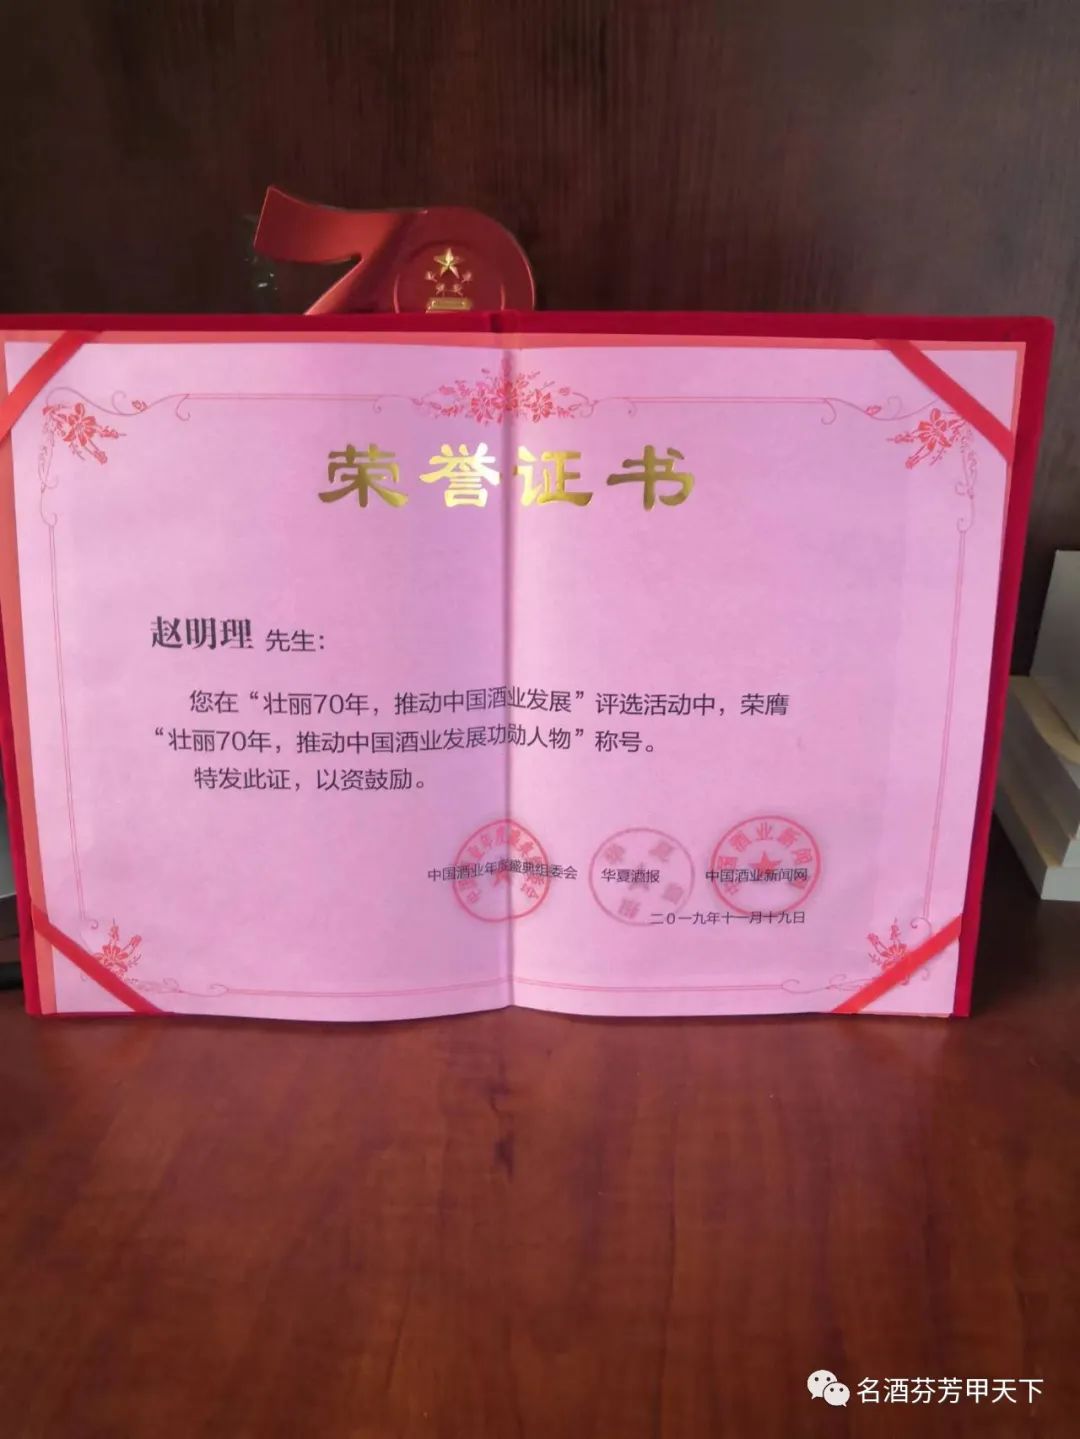 70
荣誉证书
赵明理 先生：
您在“壮丽70年，推动中国酒业发展”评选活动中，荣膺
“壮丽70年，推动中国酒业发展功勋人物”称号。
特发此证，以资鼓励。
中国酒业年度盛典组委会 华夏酒报 中国酒业新闻网
二0一九年十一月十九日
名酒芬芳甲天下